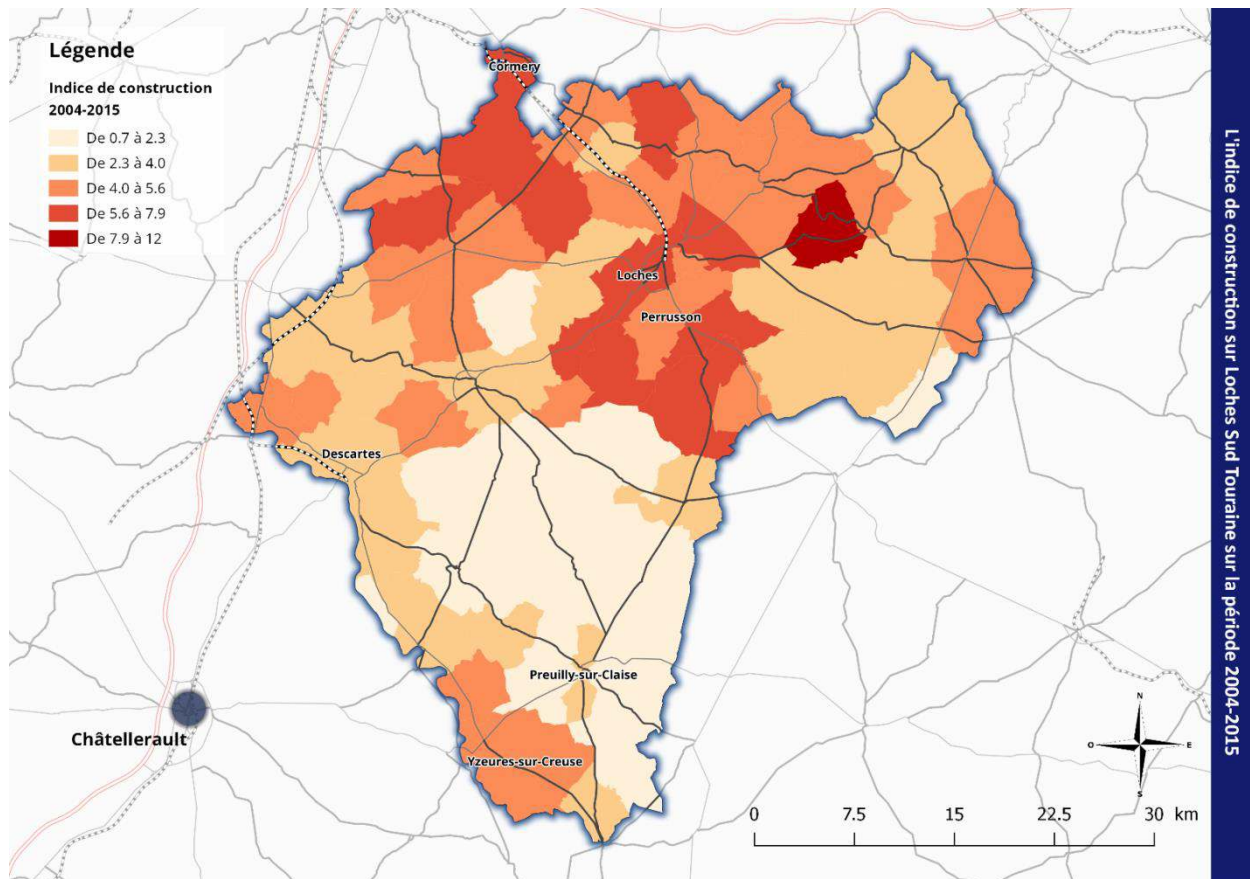 Légende
Indice de construction
2004-2015
De 0.7 à 2.3
De 2.3 à 4.0
De 4.0 à 5.6
De 5.6 à 7.9
De 7.9 à 12
Cormery
Loches
Perrusson
Descartes
Preuilly-sur-Claise
Châtellerault
Yzeures-sur-Creuse
N
O
E
S
0 7.5 15 22.5 30 km
L'indice de construction sur Loches Sud Touraine sur la période 2004-2015